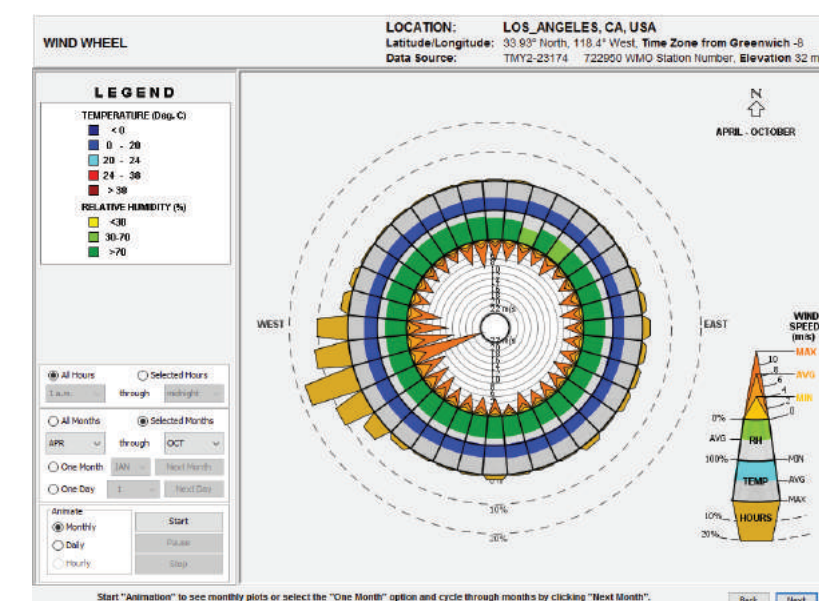 WIND WHEEL
LOCATION: LOS_ANGELES, CA, USA
Latitude/Longitude: 33.93° North, 118.4° West, Time Zone from Greenwich -8
Data Source: TMY2-23174 722950 WMO Station Number, Elevation 32 m
LEGEND
TEMPERATURE (Deg. C)
< 0
0 - 20
20 - 24
24 - 38
> 38
RELATIVE HUMIDITY (%)
<30
30-70
>70
N
APRIL - OCTOBER
WEST
EAST
22 m/s
10%
20%
WIND
SPEED
(m/s)
MAX
10
8
AVG
6
4
MIN
2
0
0%
AVG
RH
100%
MIN
TEMP
AVG
MAX
10%
HOURS
20%
All Hours
Selected Hours
1 a.m.
through
midnight
All Months
Selected Months
APR
through
OCT
One Month
JAN
Next Month
One Day
1
Next Day
Animate
Monthly
Start
Daily
Pause
Hourly
Stop
Start "Animation" to see monthly plots or select the "One Month" option and cycle through months by clicking "Next Month".
Back
Next